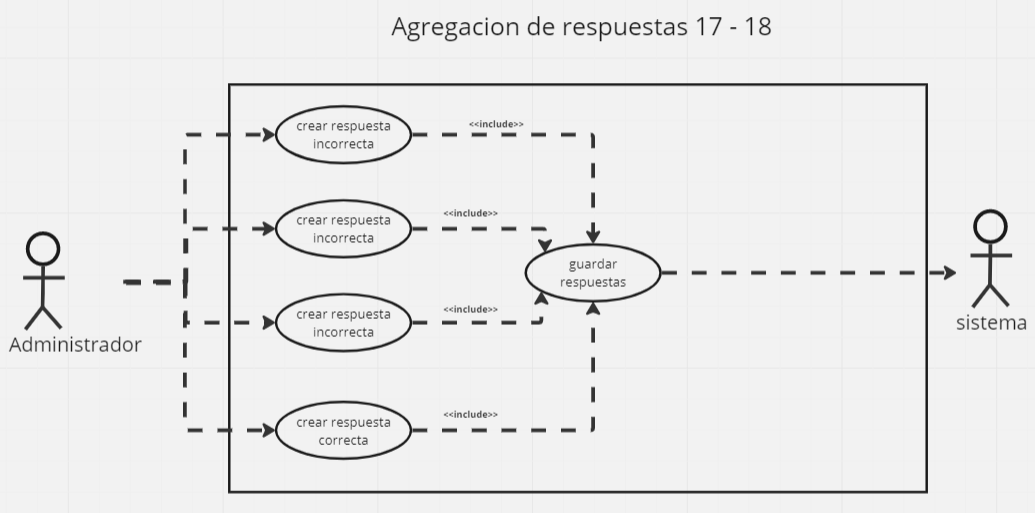 Agregacion de respuestas 17 - 18
crear respuesta
incorrecta
<<include>>
crear respuesta
incorrecta
<<include>>
guardar
respuestas
crear respuesta
incorrecta
<<include>>
crear respuesta
correcta
<<include>>
Administrador
sistema